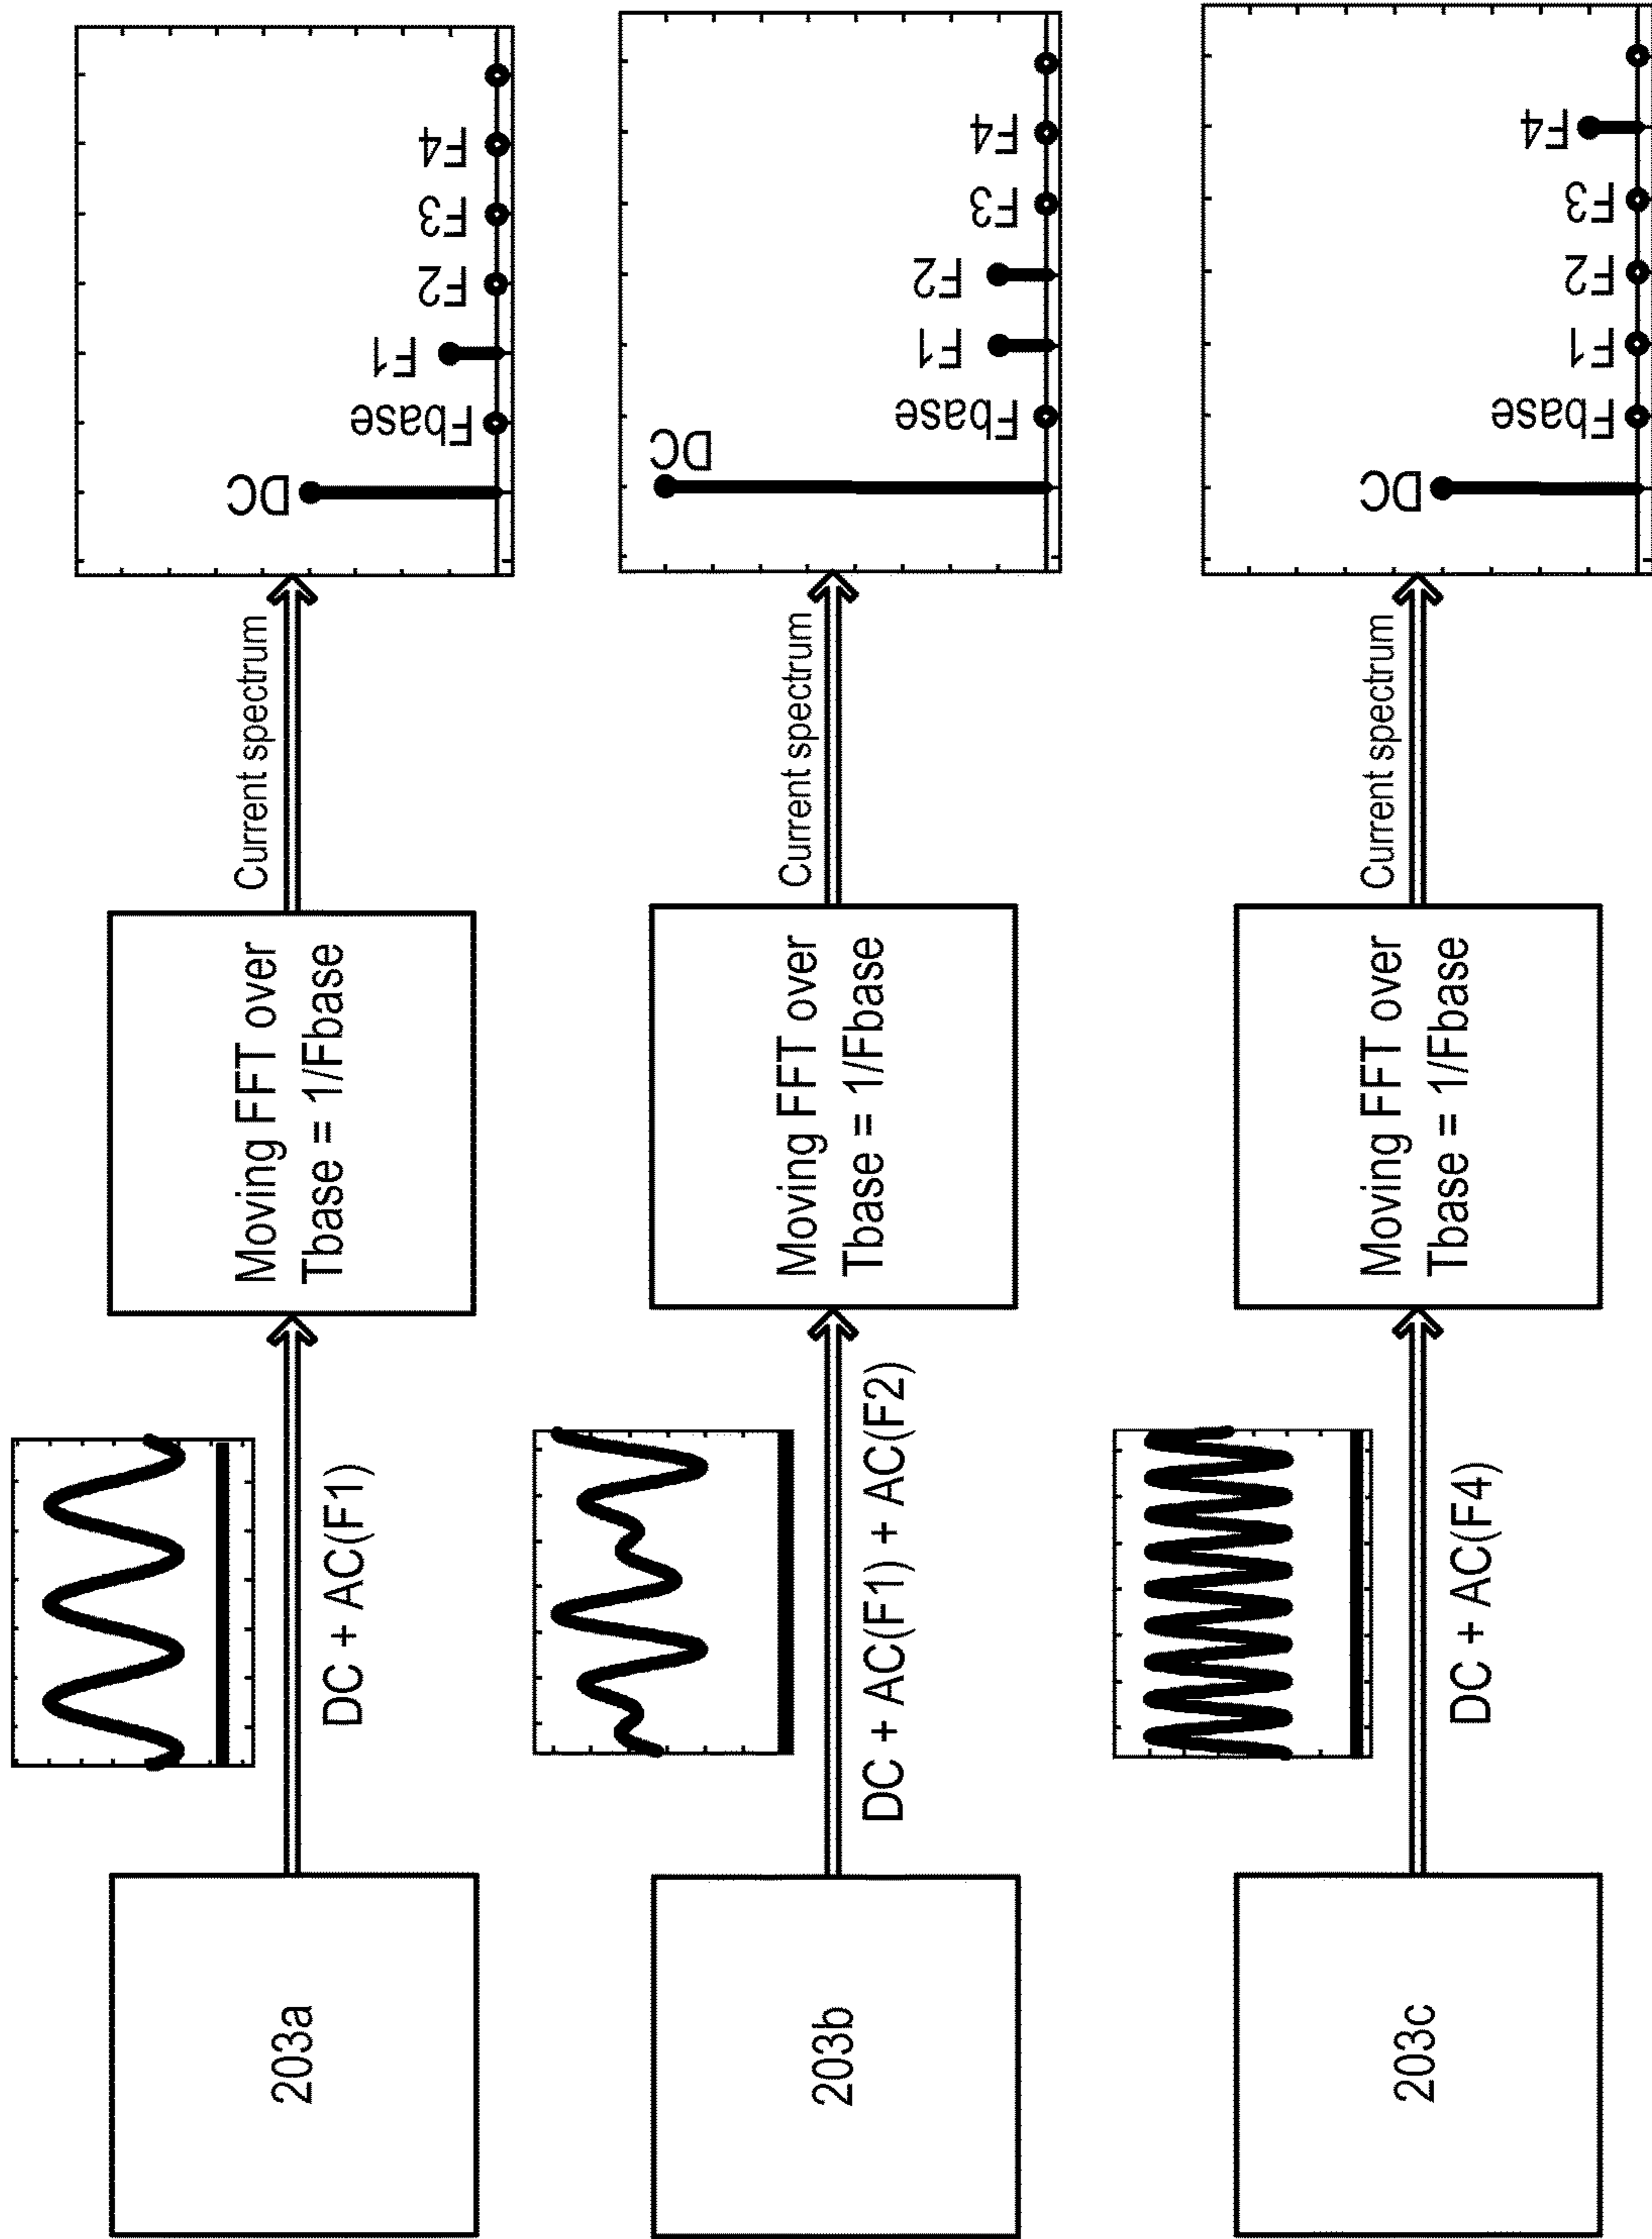 203a
DC + AC(F1)
Moving FFT over
Tbase = 1/Fbase
Current spectrum
DC
Fbase
F1
F2
F3
F4
203b
DC + AC(F1) + AC(F2)
Moving FFT over
Tbase = 1/Fbase
Current spectrum
DC
Fbase
F1
F2
F3
F4
203c
DC + AC(F4)
Moving FFT over
Tbase = 1/Fbase
Current spectrum
DC
Fbase
F1
F2
F3
F4